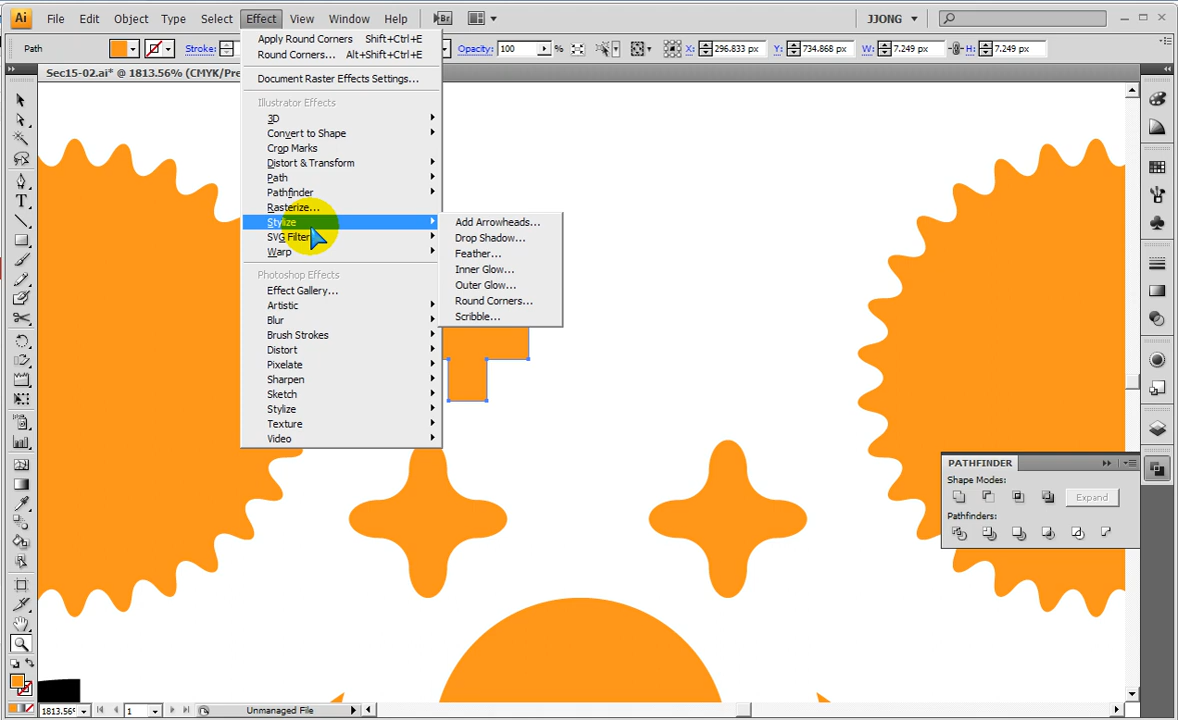 Ai File Edit Object Type Select Effect View Window Help Br JJONG
Path Stroke: Opacity: 100 X: 296.833 px Y: 734.868 px W: 7.249 px H: 7.249 px
Sec15-02.ai* @ 1813.56% (CMYK/Pre
Apply Round Corners Shift+Ctrl+E
Round Corners... Alt+Shift+Ctrl+E
Document Raster Effects Settings...
Illustrator Effects
3D
Convert to Shape
Crop Marks
Distort & Transform
Path
Pathfinder
Rasterize...
Stylize
SVG Filter
Warp
Photoshop Effects
Effect Gallery...
Artistic
Blur
Brush Strokes
Distort
Pixelate
Sharpen
Sketch
Stylize
Texture
Video
Add Arrowheads...
Drop Shadow...
Feather...
Inner Glow...
Outer Glow...
Round Corners...
Scribble...
PATHFINDER
Shape Modes:
Expand
Pathfinders:
1813.56% 1 Unmanaged File